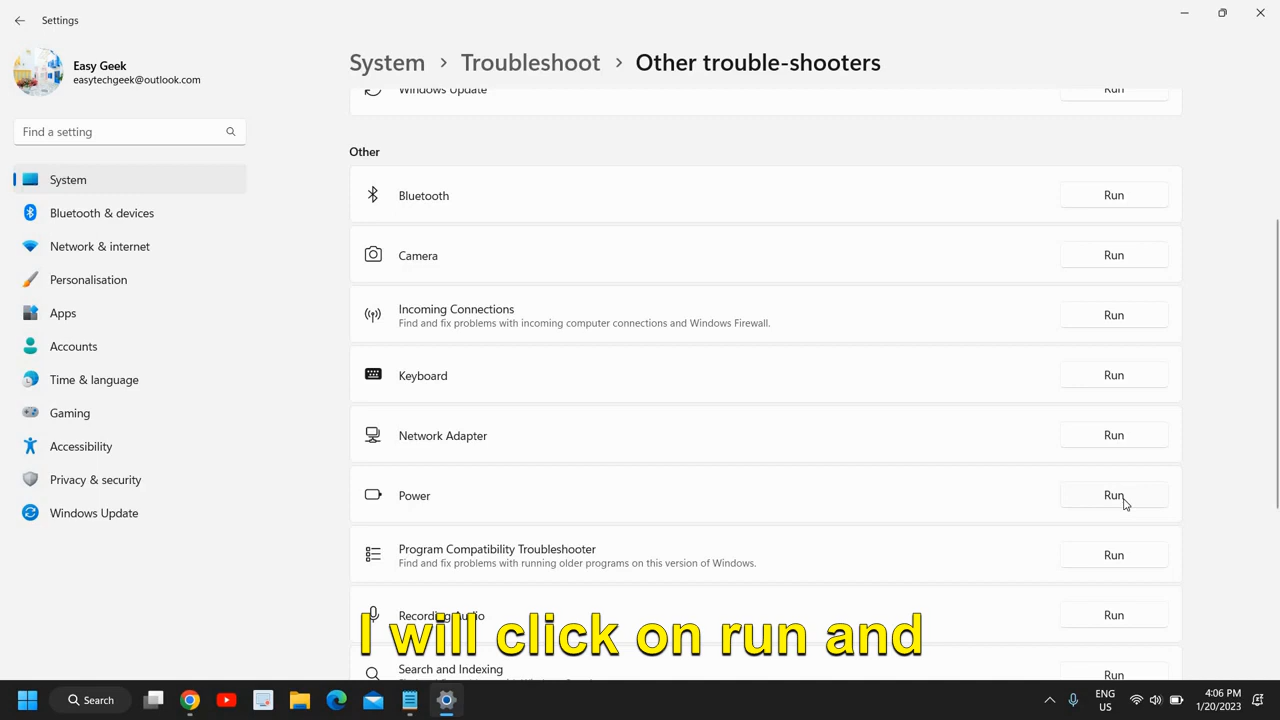 Settings
Easy Geek
easytechgeek@outlook.com
Find a setting
System
Bluetooth & devices
Network & internet
Personalisation
Apps
Accounts
Time & language
Gaming
Accessibility
Privacy & security
Windows Update
System > Troubleshoot > Other trouble-shooters
Windows Update Run
Other
Bluetooth Run
Camera Run
Incoming Connections Run
Find and fix problems with incoming computer connections and Windows Firewall.
Keyboard Run
Network Adapter Run
Power Run
Program Compatibility Troubleshooter Run
Find and fix problems with running older programs on this version of Windows.
Recording Audio Run
I will click on run and
Search and Indexing Run
Search
ENG
US
4:06 PM
1/20/2023